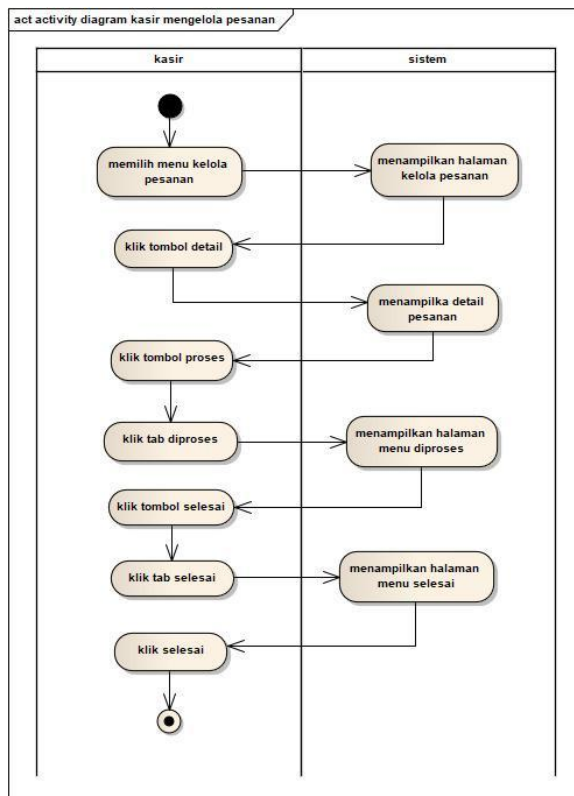 act activity diagram kasir mengelola pesanan
kasir
sistem
memilih menu kelola
pesanan
menampilkan halaman
kelola pesanan
klik tombol detail
menampilka detail
pesanan
klik tombol proses
klik tab diproses
menampilkan halaman
menu diproses
klik tombol selesai
klik tab selesai
menampilkan halaman
menu selesai
klik selesai